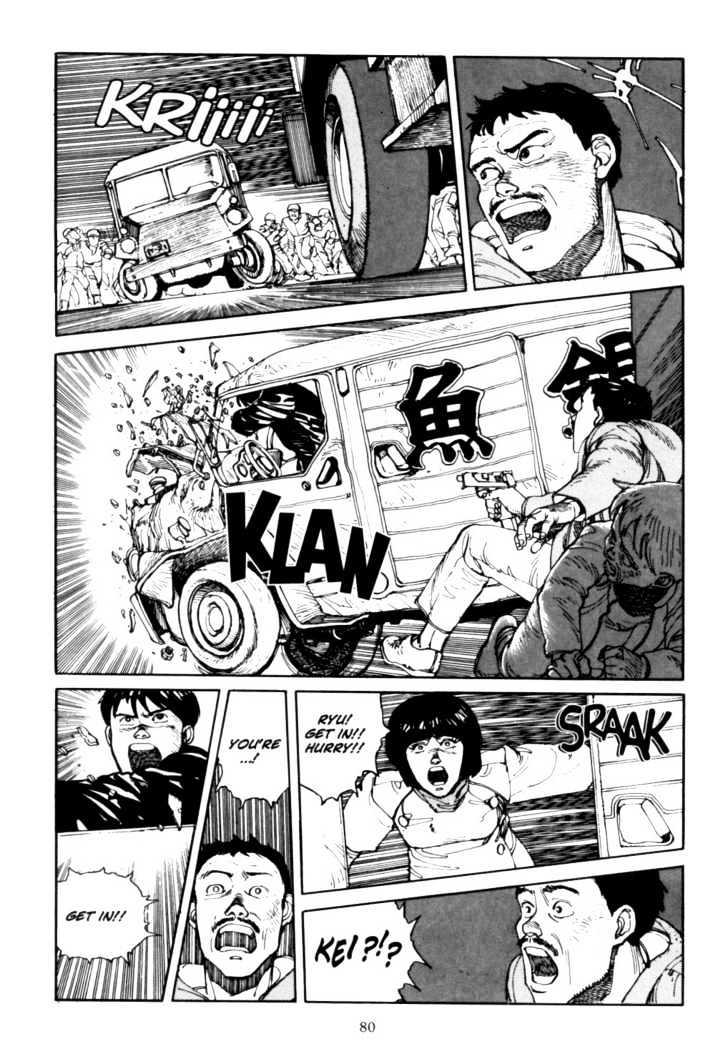 KRIIIII
魚
KLAN
GET IN!!
YOU'RE
...!
RYU!
GET IN!!
HURRY!!
SRAAK
KEI?!?
80